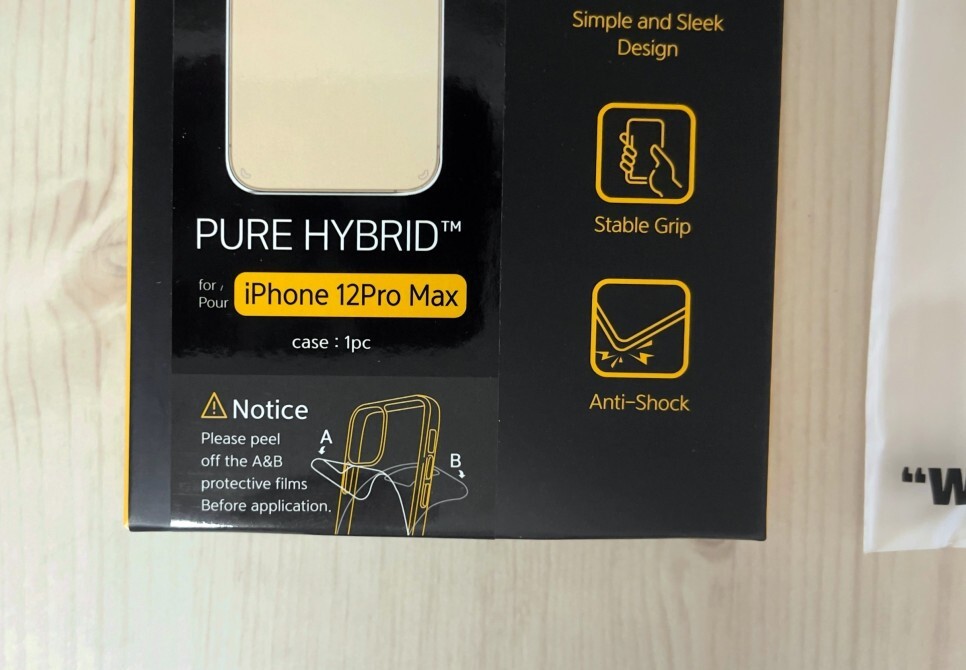 PURE HYBRID™
for /
Pour
iPhone 12Pro Max
case : 1pc
Notice
Please peel
off the A&B
protective films
Before application.
A
B
Simple and Sleek
Design
Stable Grip
Anti-Shock
“W